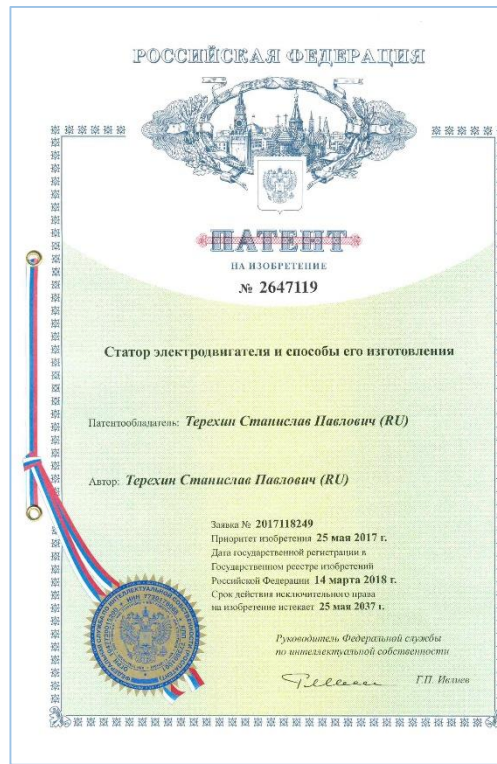 РОССИЙСКАЯ ФЕДЕРАЦИЯ
ПАТЕНТ
НА ИЗОБРЕТЕНИЕ
№ 2647119
Статор электродвигателя и способы его изготовления
Патентообладатель: Терехин Станислав Павлович (RU)
Автор: Терехин Станислав Павлович (RU)
Заявка № 2017118249
Приоритет изобретения 25 мая 2017 г.
Дата государственной регистрации в
Государственном реестре изобретений
Российской Федерации 14 марта 2018 г.
Срок действия исключительного права
на изобретение истекает 25 мая 2037 г.
Руководитель Федеральной службы
по интеллектуальной собственности
Г.П. Ивлиев